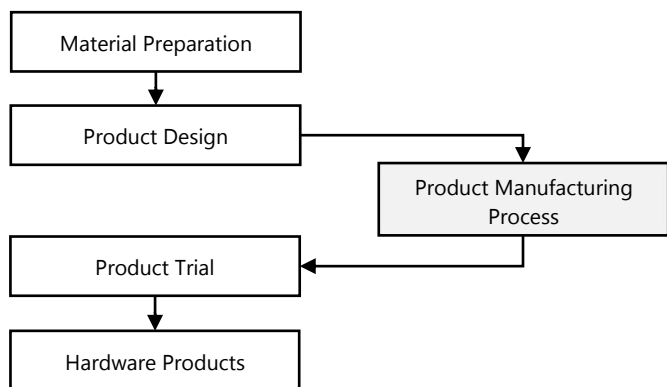 Material Preparation
Product Design
Product Manufacturing
Process
Product Trial
Hardware Products